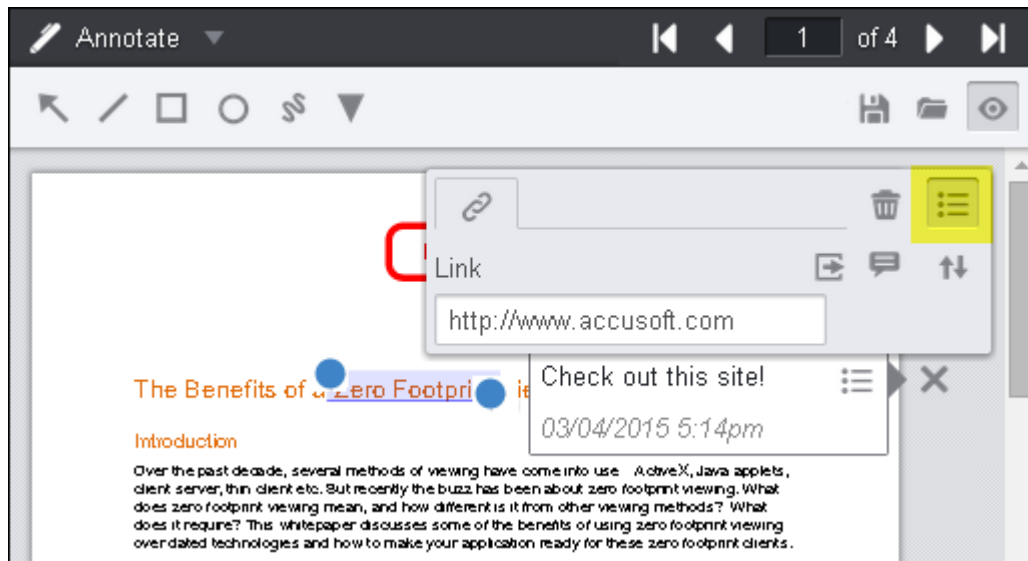 Annotate
1 of 4
Link
http://www.accusoft.com
The Benefits of a Zero Footpri
Check out this site!
03/04/2015 5:14pm
Introduction
Over the past decade, several methods of viewing have come into use ActiveX, Java applets,
client server, thin client etc. But recently the buzz has been about zero footprint viewing. What
does zero footprint viewing mean, and how different is it from other viewing methods? What
does it require? This whitepaper discusses some of the benefits of using zero footprint viewing
over dated technologies and how to make your application ready for these zero footprint clients.